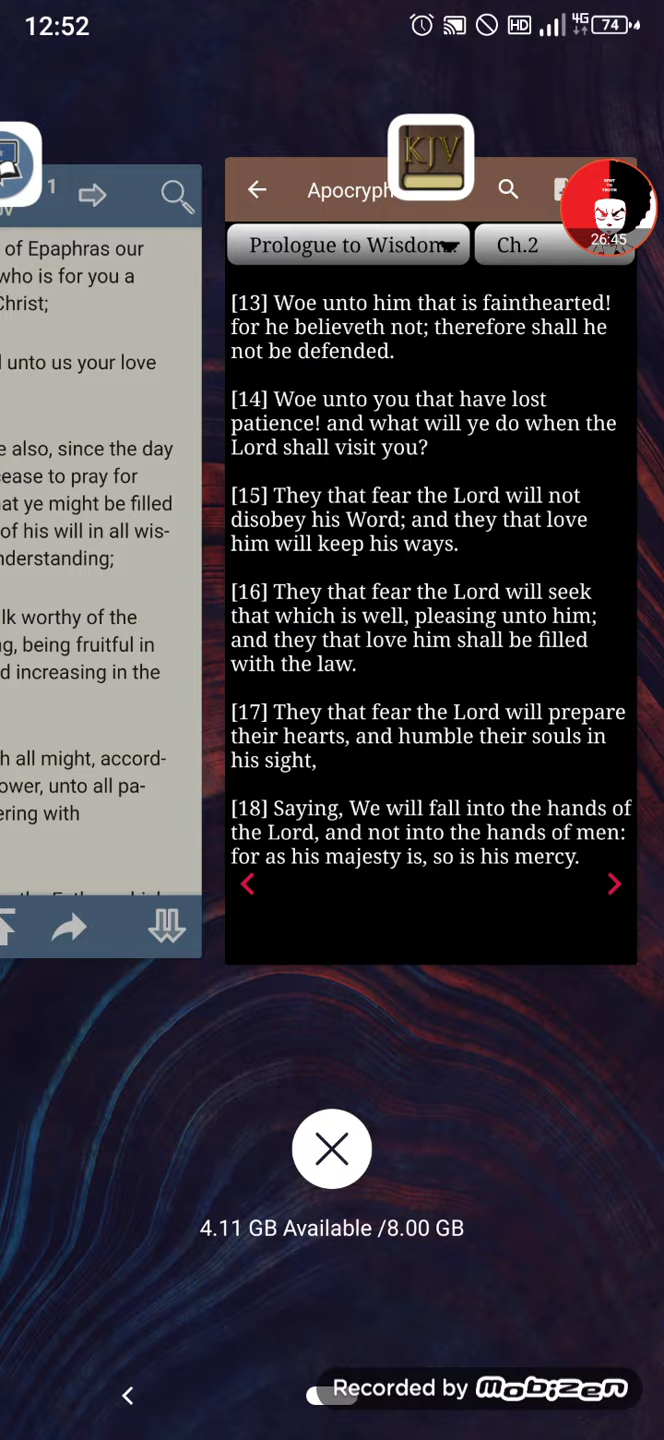 12:52
HD
4G
74
1
of Epaphras our
who is for you a
Christ;
unto us your love
e also, since the day
cease to pray for
at ye might be filled
of his will in all wis-
nderstanding;
lk worthy of the
ng, being fruitful in
d increasing in the
h all might, accord-
ower, unto all pa-
ering with
KJV
Apocryph
26:45
Prologue to Wisdom
Ch.2
[13] Woe unto him that is fainthearted!
for he believeth not; therefore shall he
not be defended.
[14] Woe unto you that have lost
patience! and what will ye do when the
Lord shall visit you?
[15] They that fear the Lord will not
disobey his Word; and they that love
him will keep his ways.
[16] They that fear the Lord will seek
that which is well, pleasing unto him;
and they that love him shall be filled
with the law.
[17] They that fear the Lord will prepare
their hearts, and humble their souls in
his sight,
[18] Saying, We will fall into the hands of
the Lord, and not into the hands of men:
for as his majesty is, so is his mercy.
4.11 GB Available /8.00 GB
Recorded by mobizen